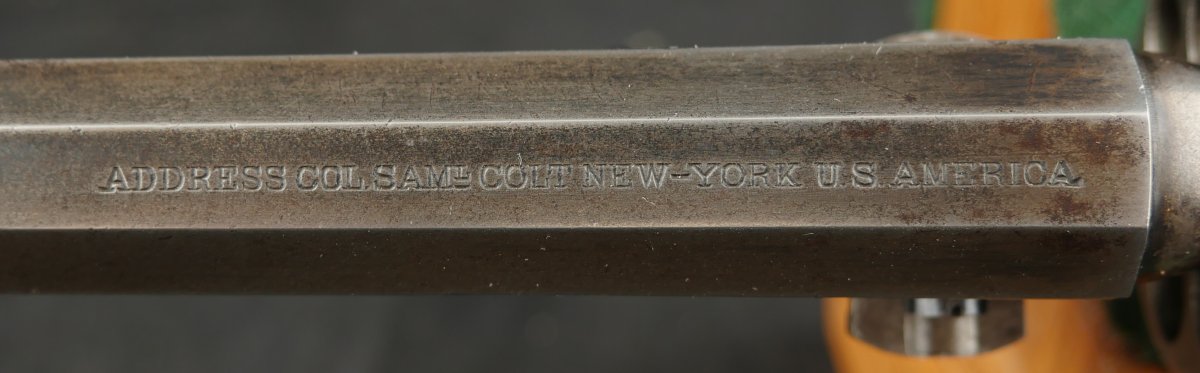 ADDRESS COL SAMᴸ COLT NEW-YORK U.S. AMERICA